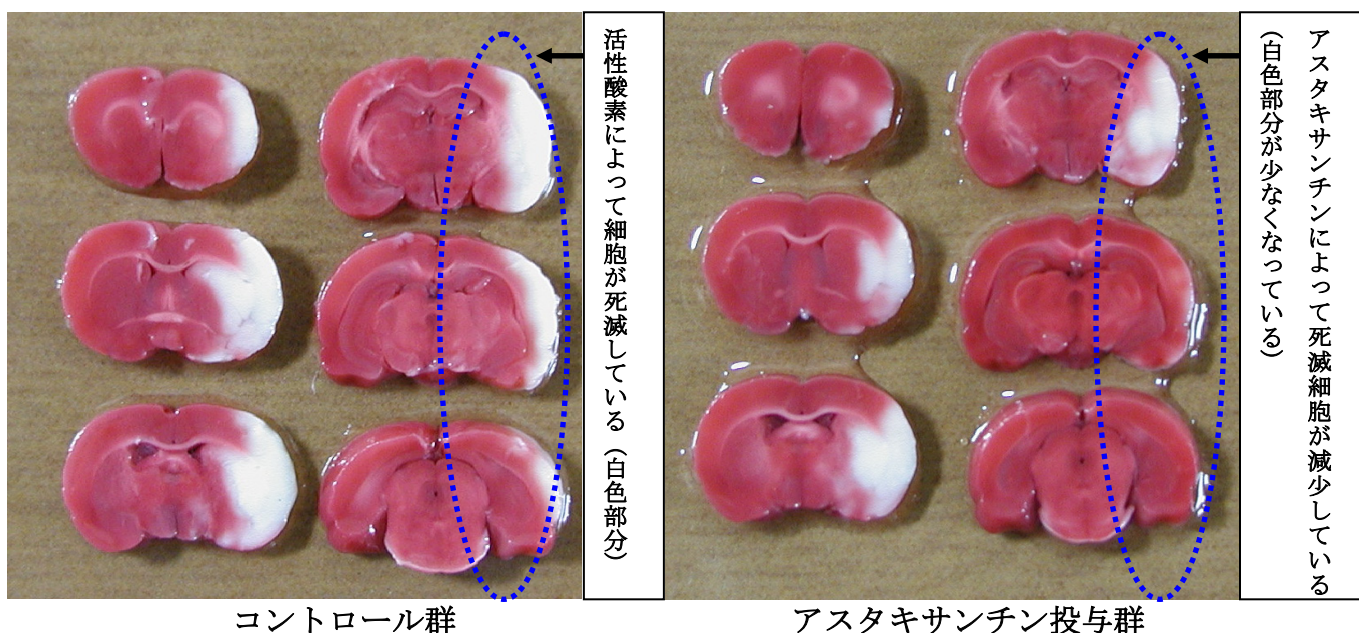 活性酸素によって細胞が死滅している（白色部分）
アスタキサンチンによって死滅細胞が減少している
（白色部分が少なくなっている）
コントロール群
アスタキサンチン投与群